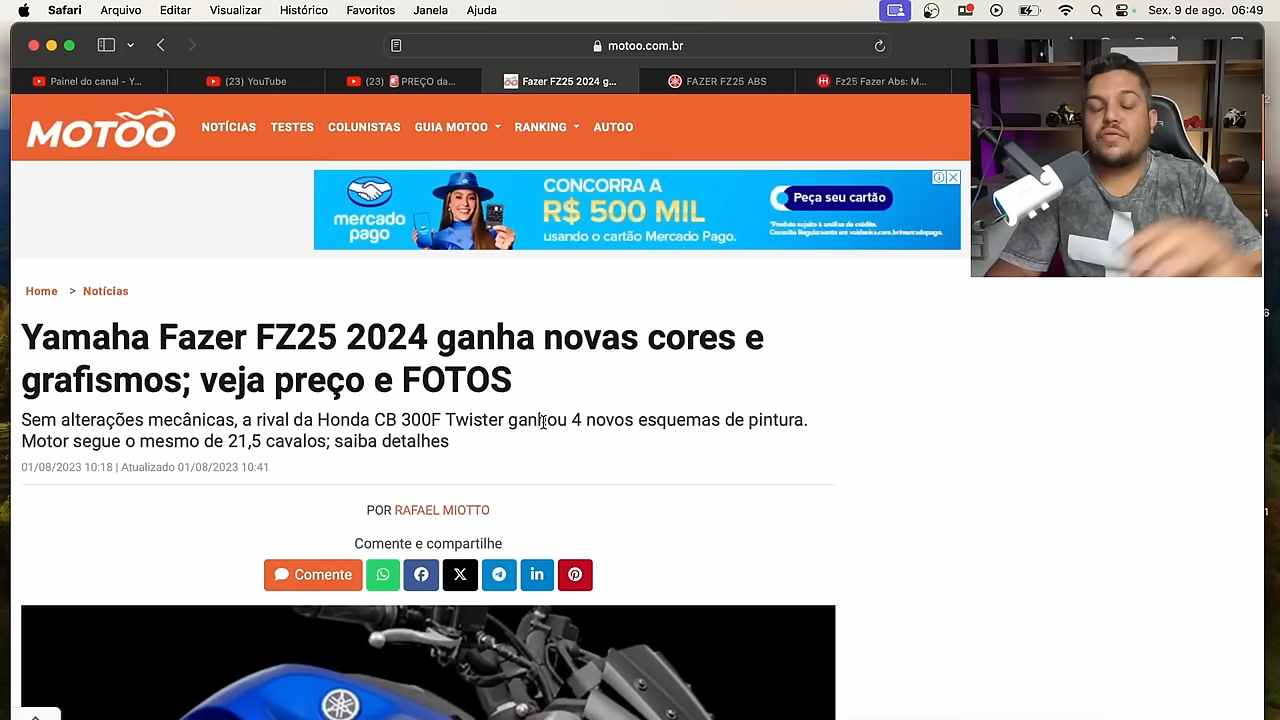 Safari Arquivo Editar Visualizar Histórico Favoritos Janela Ajuda Sex. 9 de ago. 06:49
motoo.com.br
Painel do canal - Y...
(23) YouTube
(23) 🚨PREÇO da...
Fazer FZ25 2024 g...
FAZER FZ25 ABS
Fz25 Fazer Abs: M...
MOTOO
NOTÍCIAS TESTES COLUNISTAS GUIA MOTOO RANKING AUTOO
mercado
pago
CONCORRA A
R$ 500 MIL
usando o cartão Mercado Pago.
Peça seu cartão
Home > Notícias
Yamaha Fazer FZ25 2024 ganha novas cores e
grafismos; veja preço e FOTOS
Sem alterações mecânicas, a rival da Honda CB 300F Twister ganhou 4 novos esquemas de pintura.
Motor segue o mesmo de 21,5 cavalos; saiba detalhes
01/08/2023 10:18 | Atualizado 01/08/2023 10:41
POR RAFAEL MIOTTO
Comente e compartilhe
Comente